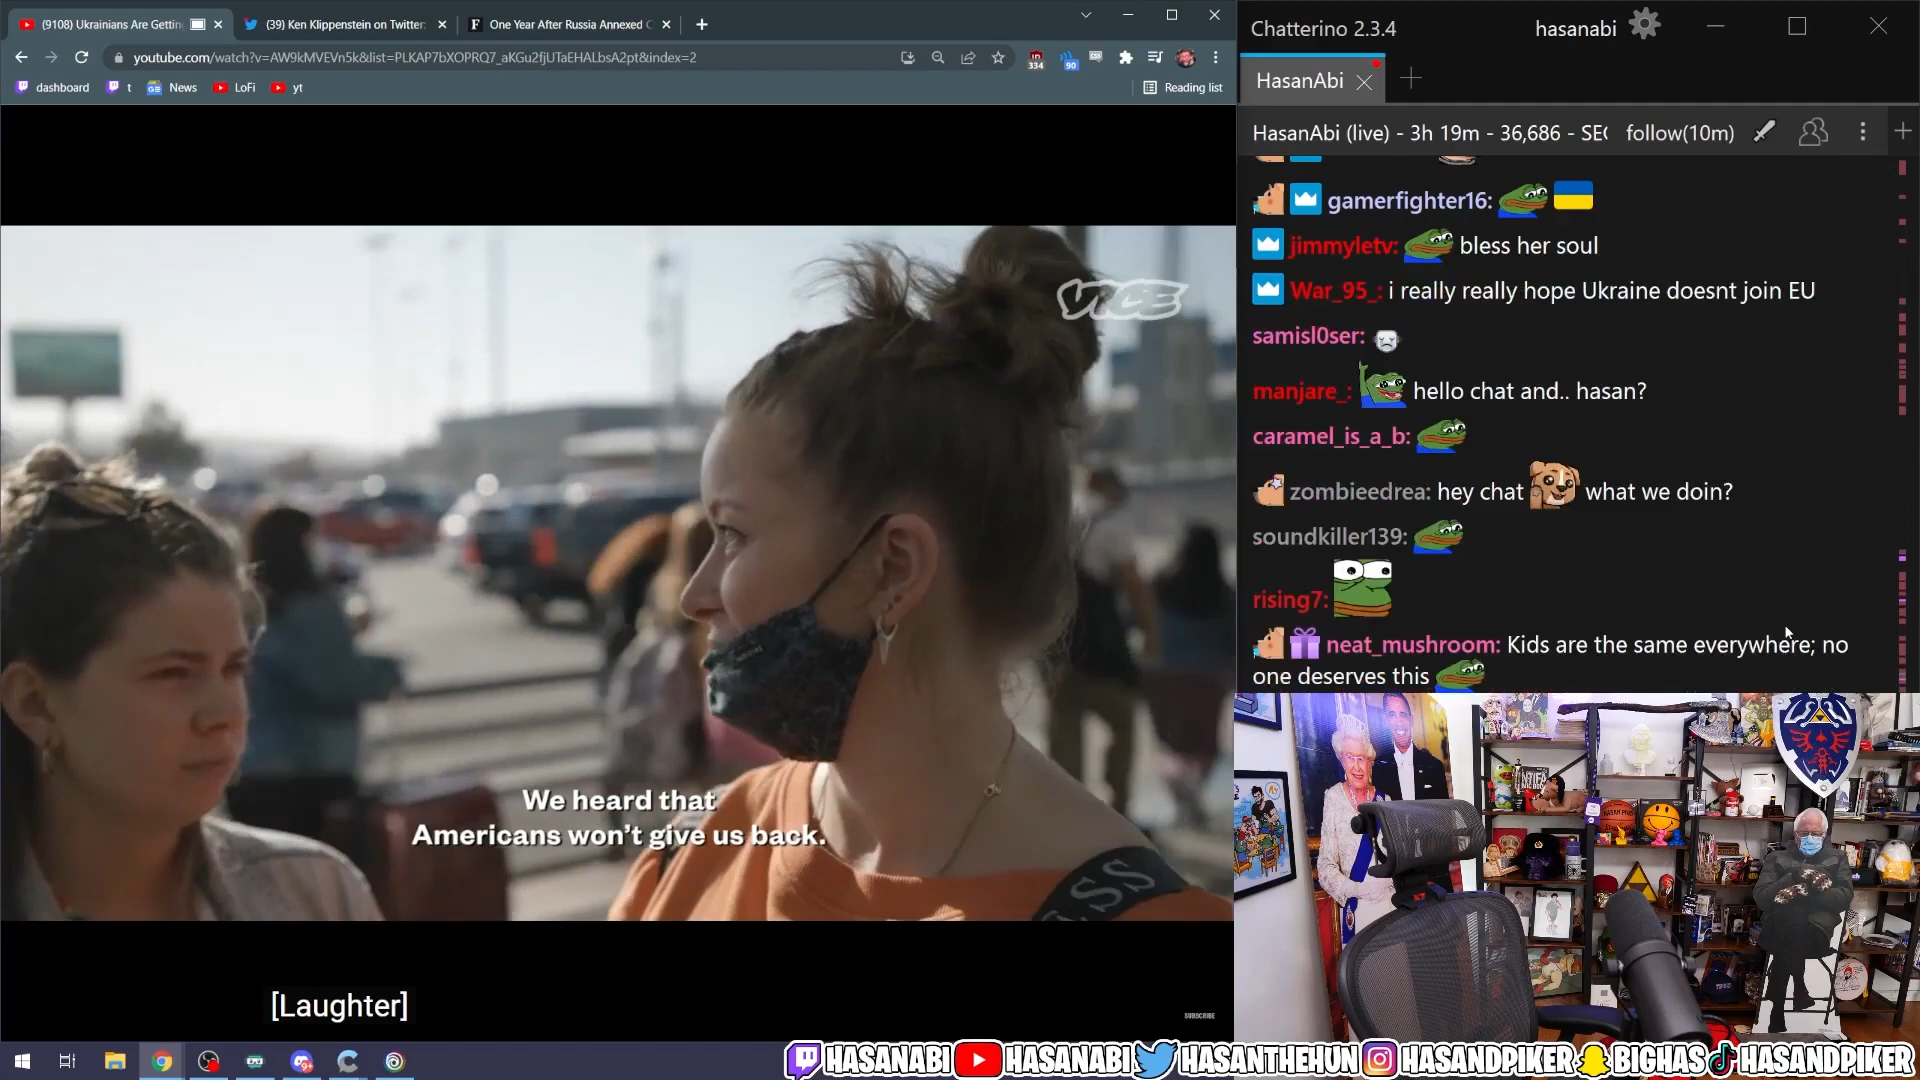 (9108) Ukrainians Are Gettin
(39) Ken Klippenstein on Twitter:
One Year After Russia Annexed C
youtube.com/watch?v=AW9kMVEVn5k&list=PLKAP7bXOPRQ7_aKGu2fjUTaEHALbsA2pt&index=2
334
90
dashboard
t
News
LoFi
yt
Reading list
VICE
We heard that
Americans won't give us back.
[Laughter]
SUBSCRIBE
Chatterino 2.3.4
hasanabi
HasanAbi
HasanAbi (live) - 3h 19m - 36,686 - SE
follow(10m)
gamerfighter16:
jimmyletv: bless her soul
War_95_: i really really hope Ukraine doesnt join EU
samisl0ser:
manjare_: hello chat and.. hasan?
caramel_is_a_b:
zombieedrea: hey chat what we doin?
soundkiller139:
rising7:
neat_mushroom: Kids are the same everywhere; no
one deserves this
HASANABI HASANABI HASANTHEHUN HASANDPIKER BIGHAS HASANDPIKER